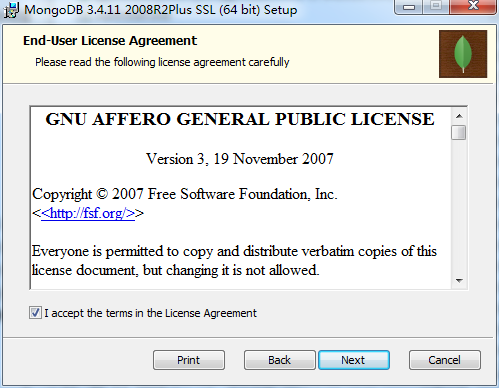 MongoDB 3.4.11 2008R2Plus SSL (64 bit) Setup
End-User License Agreement
Please read the following license agreement carefully
GNU AFFERO GENERAL PUBLIC LICENSE
Version 3, 19 November 2007
Copyright © 2007 Free Software Foundation, Inc.
<<http://fsf.org/>>
Everyone is permitted to copy and distribute verbatim copies of this
license document, but changing it is not allowed.
I accept the terms in the License Agreement
Print Back Next Cancel